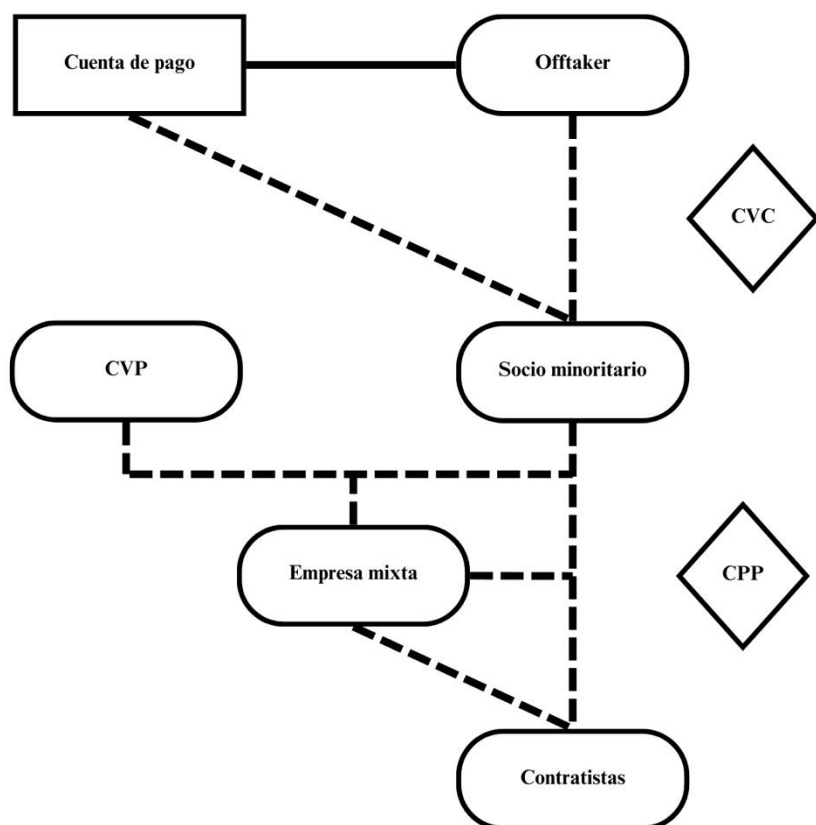 Cuenta de pago
Offtaker
CVC
CVP
Socio minoritario
Empresa mixta
CPP
Contratistas